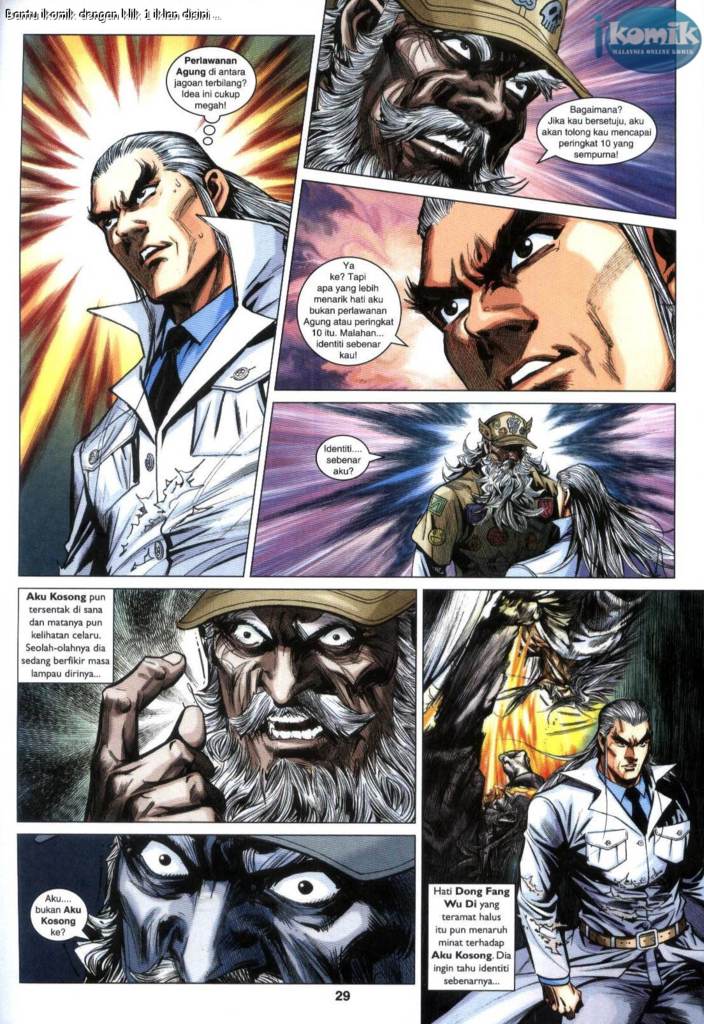 Bantu ikomik dengan klik 1 iklan disini ...
ikomik
MALAYSIA ONLINE KOMIK
Perlawanan
Agung di antara
jagoan terbilang?
Idea ini cukup
megah!
Bagaimana?
Jika kau bersetuju, aku
akan tolong kau mencapai
peringkat 10 yang
sempurna!
Ya
ke? Tapi
apa yang lebih
menarik hati aku
bukan perlawanan
Agung atau peringkat
10 itu. Malahan...
identiti sebenar
kau!
Identiti....
sebenar
aku?
Aku Kosong pun
tersentak di sana
dan matanya pun
kelihatan celaru.
Seolah-olahnya dia
sedang berfikir masa
lampau dirinya...
Aku....
bukan Aku
Kosong
ke?
Hati Dong Fang
Wu Di yang
teramat halus
itu pun menaruh
minat terhadap
Aku Kosong. Dia
ingin tahu identiti
sebenarnya...
29